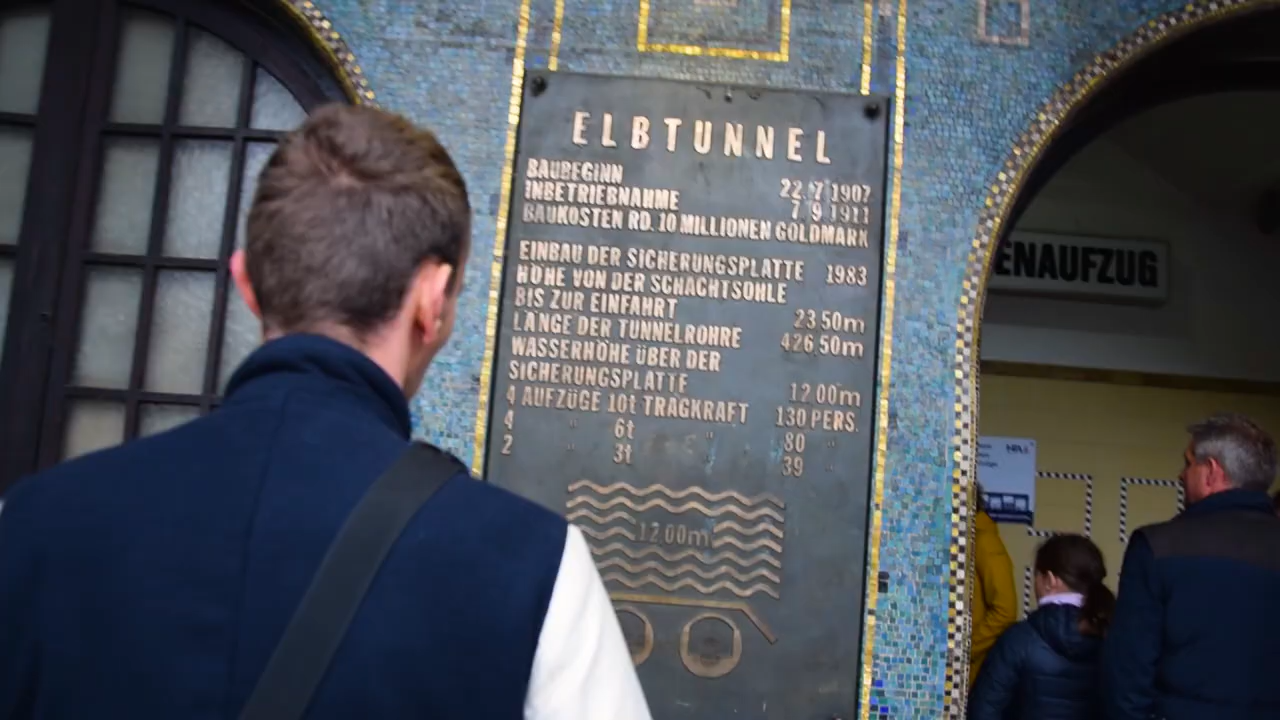 ELBTUNNEL
BAUBEGINN 22.7.1907
INBETRIEBNAHME 7.9.1911
BAUKOSTEN RD. 10 MILLIONEN GOLDMARK
EINBAU DER SICHERUNGSPLATTE 1983
HÖHE VON DER SCHACHTSOHLE
BIS ZUR EINFAHRT 23,50m
LÄNGE DER TUNNELROHRE 426,50m
WASSERHÖHE ÜBER DER
SICHERUNGSPLATTE 12,00m
4 AUFZÜGE 10t TRAGKRAFT 130 PERS.
4 " 6t " 80 "
2 3t 39 "
12,00m
ENAUFZUG